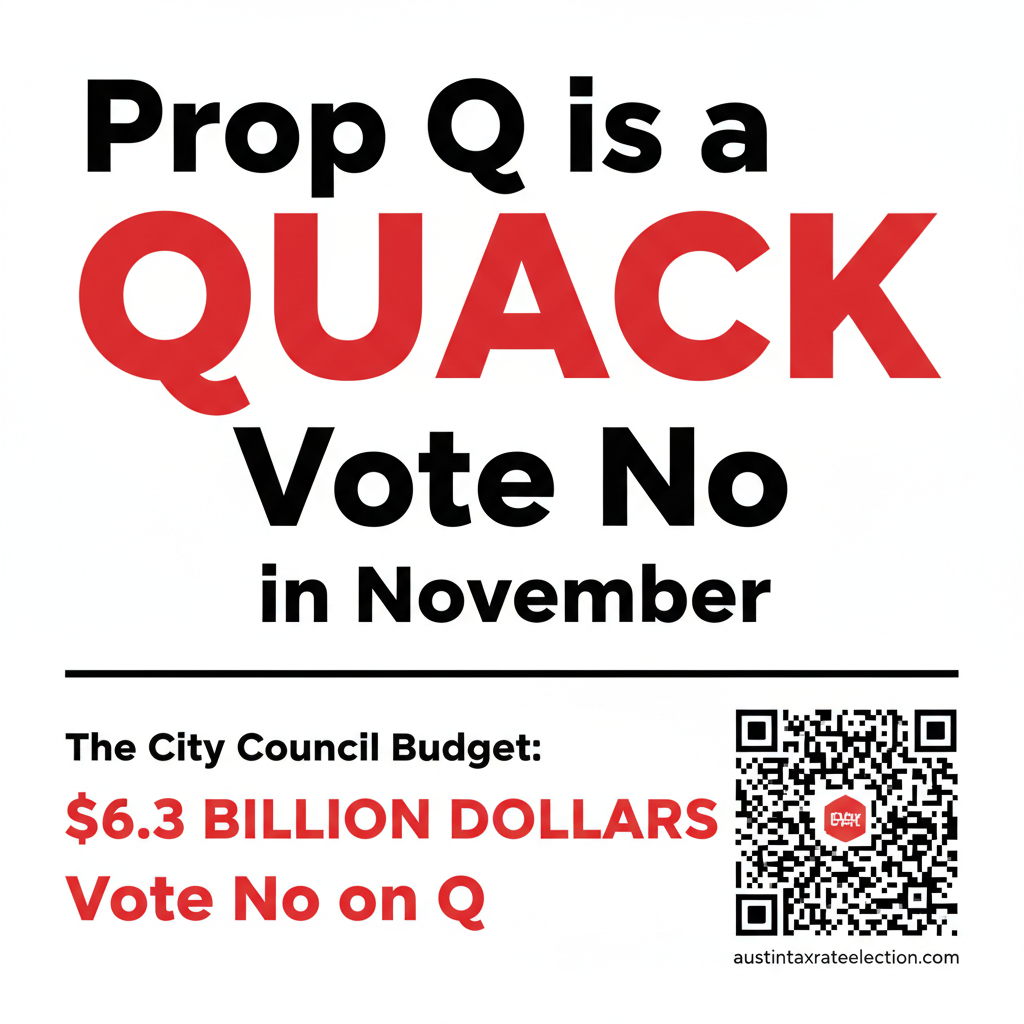 Prop Q is a
QUACK
Vote No
in November
The City Council Budget:
$6.3 BILLION DOLLARS
Vote No on Q
austintaxrateelection.com